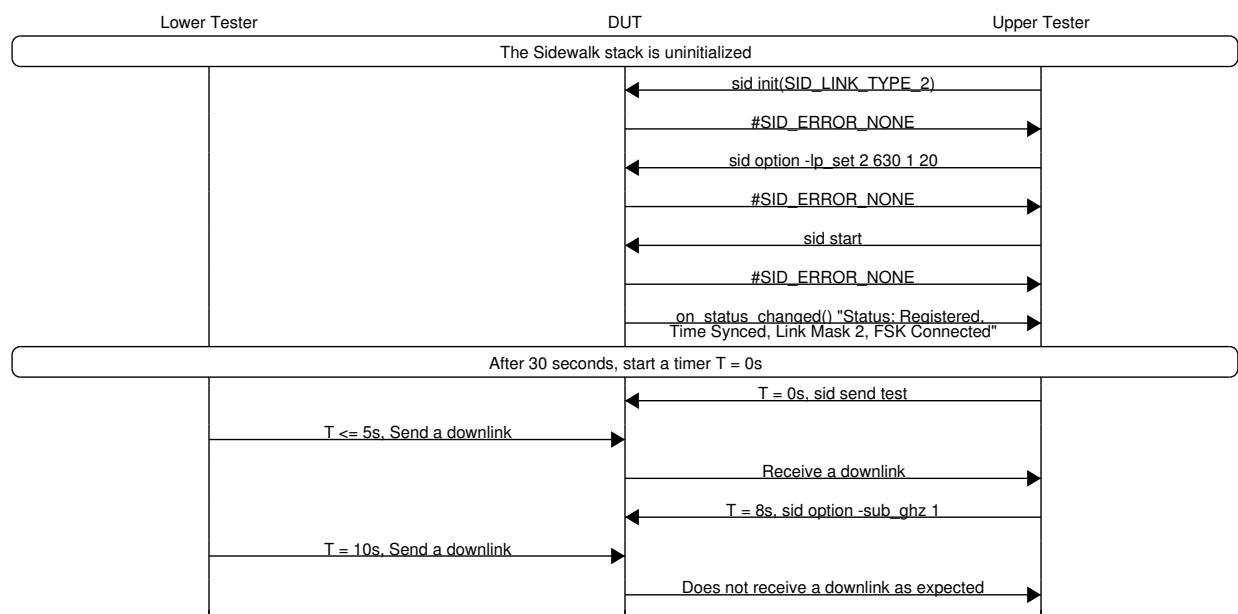 Lower Tester DUT Upper Tester
The Sidewalk stack is uninitialized
sid init(SID_LINK_TYPE_2)
#SID_ERROR_NONE
sid option -lp_set 2 630 1 20
#SID_ERROR_NONE
sid start
#SID_ERROR_NONE
on_status_changed() "Status: Registered,
Time Synced, Link Mask 2, FSK Connected"
After 30 seconds, start a timer T = 0s
T = 0s, sid send test
T <= 5s, Send a downlink
Receive a downlink
T = 8s, sid option -sub_ghz 1
T = 10s, Send a downlink
Does not receive a downlink as expected